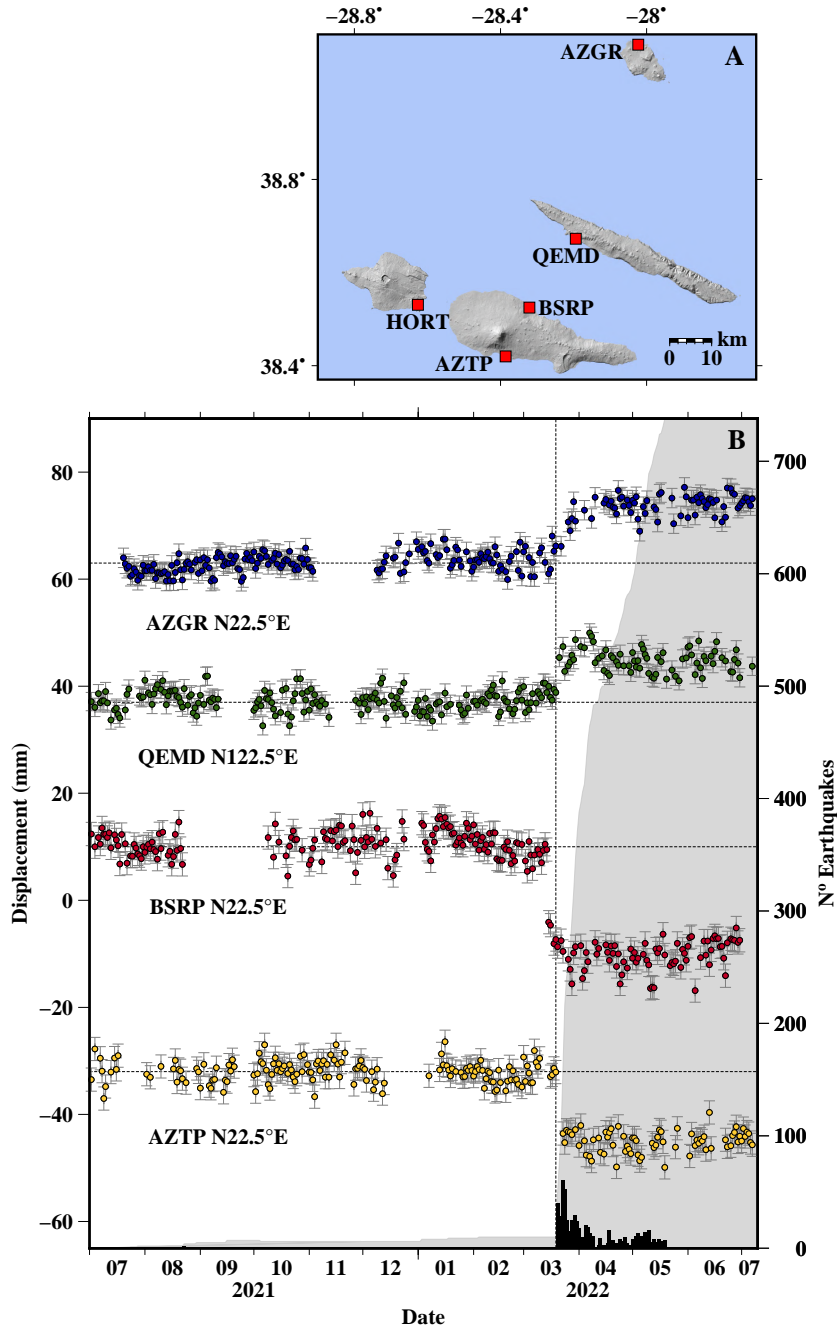 −28.8° −28.4° −28°
A
AZGR
38.8°
QEMD
HORT
BSRP
km
0 10
AZTP
38.4°
B
80
700
60
600
AZGR N22.5°E
40
500
QEMD N122.5°E
20
400
BSRP N22.5°E
0
300
−20
200
−40
AZTP N22.5°E
100
−60
0
Displacement (mm)
Nº Earthquakes
07 08 09 10 11 12 01 02 03 04 05 06 07
2021 2022
Date